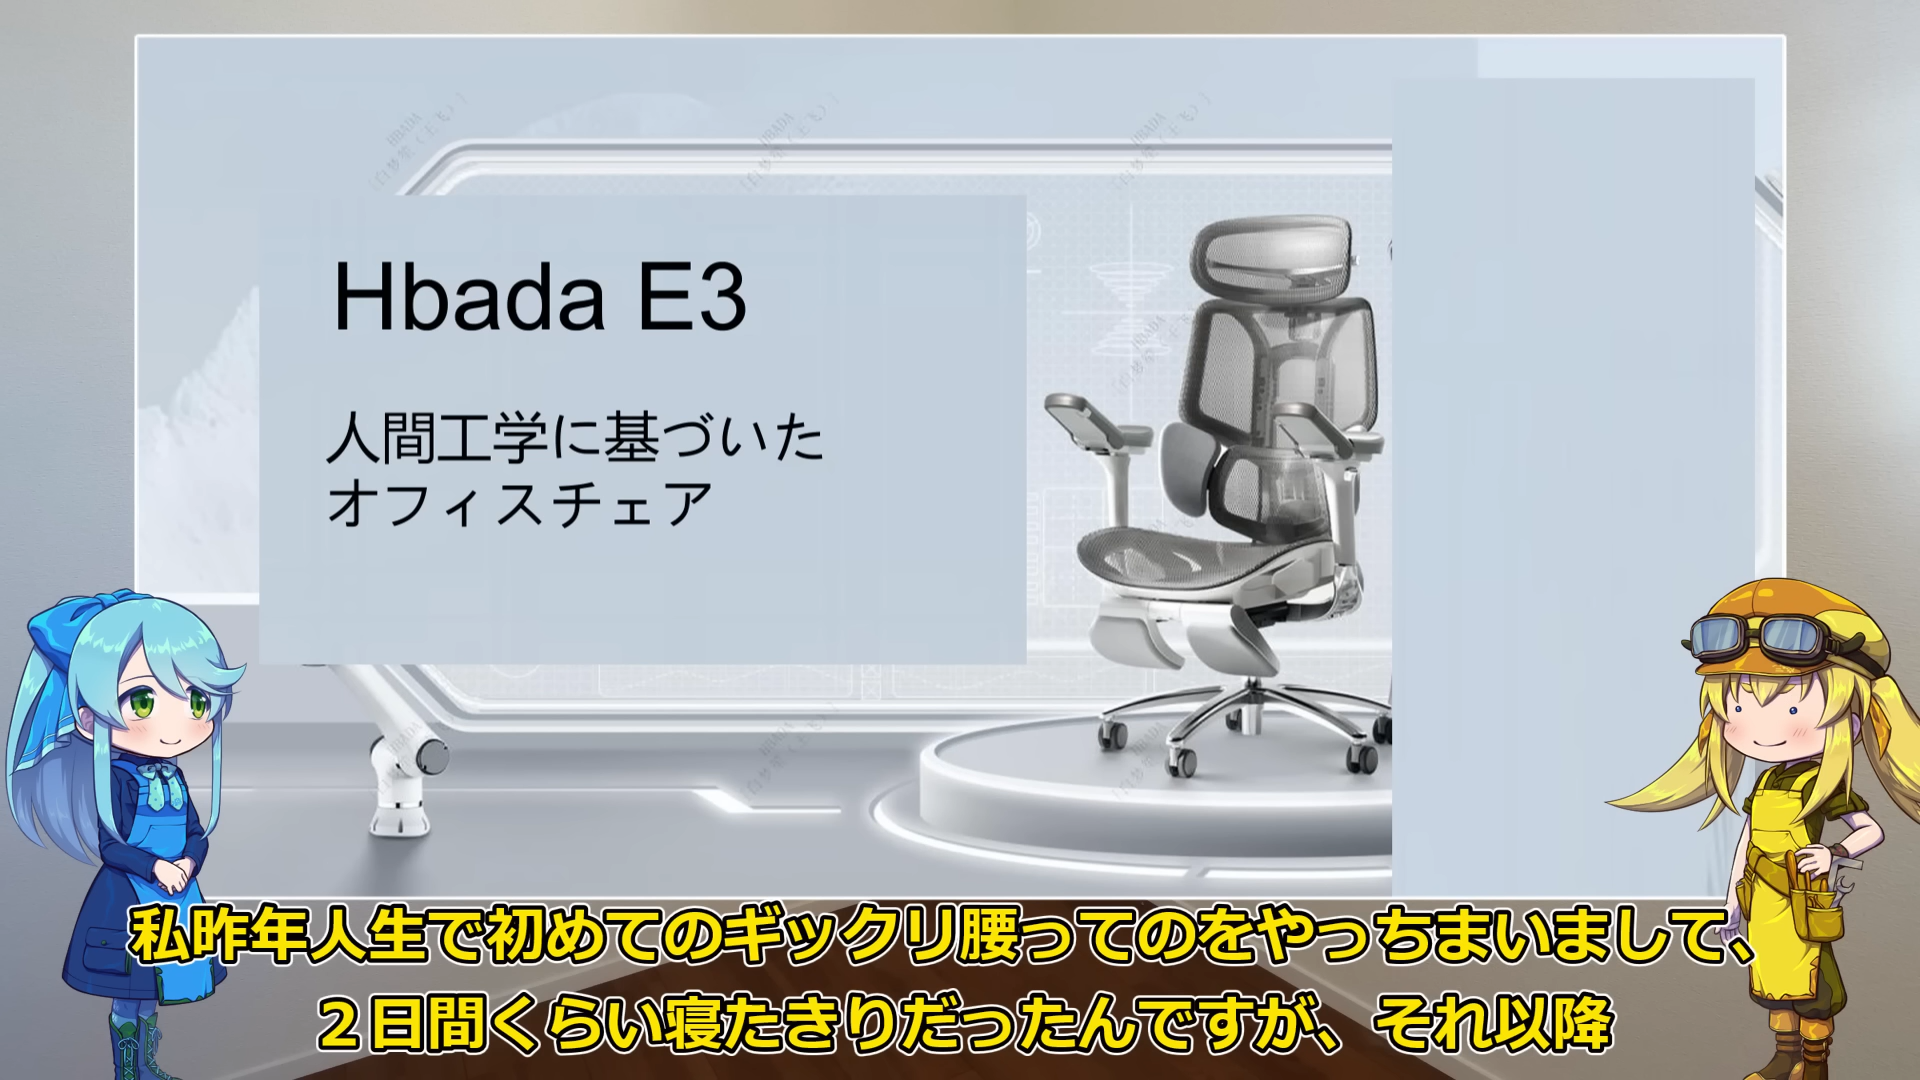 Hbada E3
人間工学に基づいた
オフィスチェア
私昨年人生で初めてのギックリ腰ってのをやっちまいまして、
２日間くらい寝たきりだったんですが、それ以降